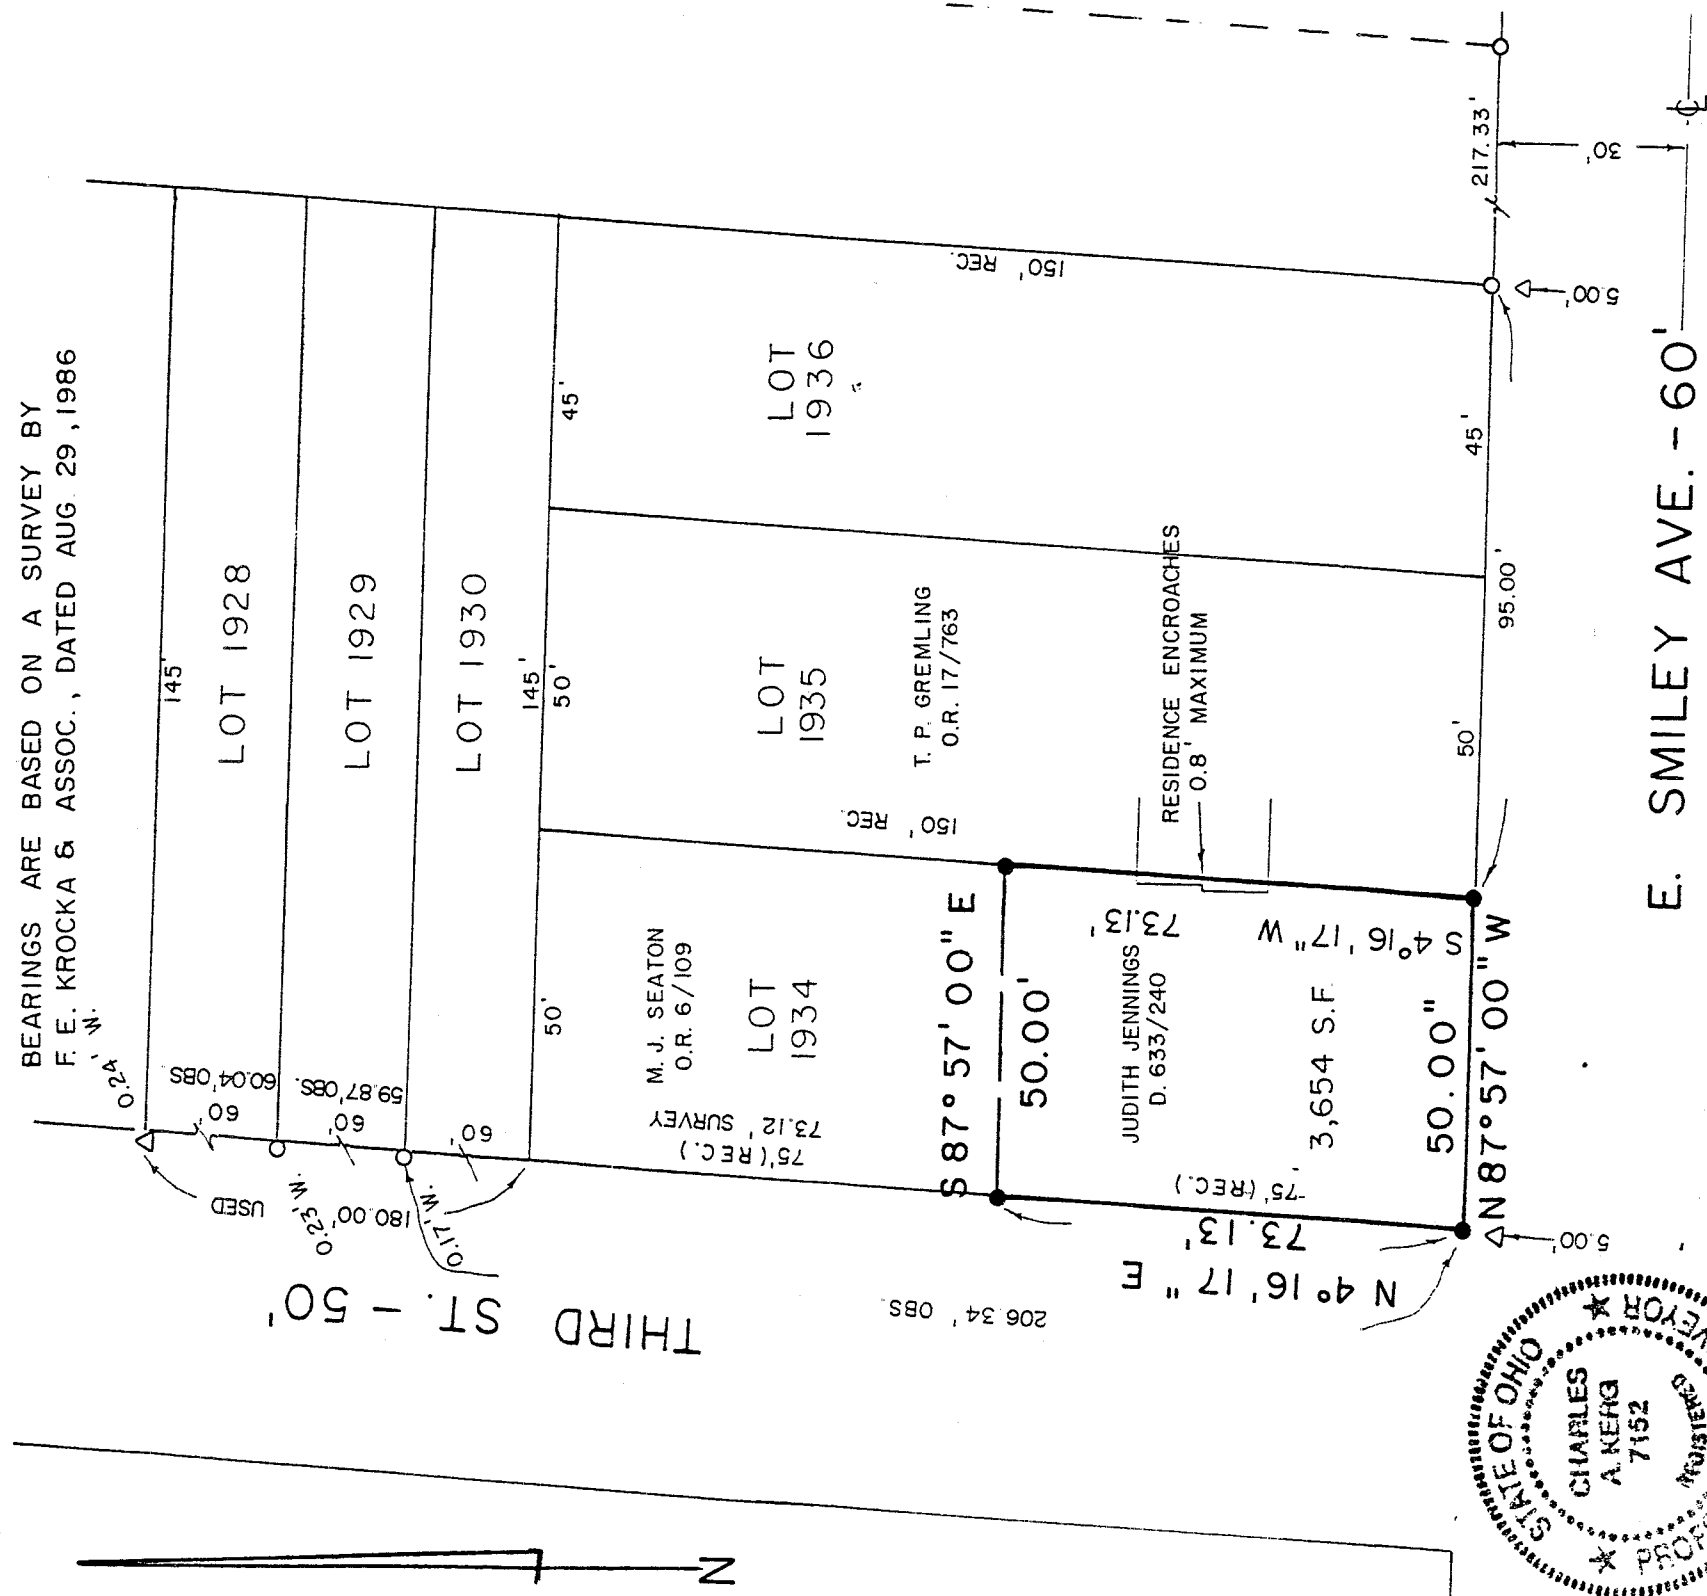 BEARINGS ARE BASED ON A SURVEY BY
F. E. KROCKA & ASSOC., DATED AUG. 29, 1986
0.24' W.
60.04' OBS.
60'
145'
LOT 1928
59.87' OBS.
60'
LOT 1929
60'
LOT 1930
145'
USED
180.00'
0.23' W.
0.17' W.
THIRD ST. - 50'
50'
50'
45'
M. J. SEATON
O.R. 6/109
75' (REC.)
73.12' SURVEY
LOT
1934
LOT
1935
LOT
1936
T. P. GREMLING
O.R. 17/763
150' REC.
150' REC.
S 87° 57' 00" E
50.00'
JUDITH JENNINGS
D. 633/240
3,654 S.F.
73.13'
S 4° 16' 17" W
75' (REC.)
73.13'
N 4° 16' 17" E
206.34' OBS.
50.00"
N 87° 57' 00" W
RESIDENCE ENCROACHES
0.8' MAXIMUM
50'
95.00'
45'
217.33'
30'
5.00'
5.00'
E. SMILEY AVE. - 60'
N
STATE OF OHIO
CHARLES
A. KERG
7152
REGISTERED